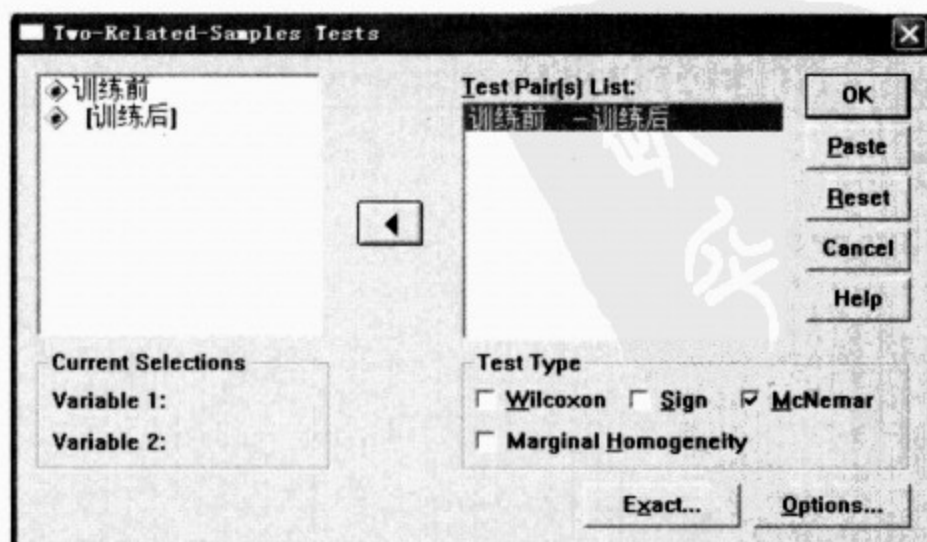 Two-Related-Samples Tests
训练前
[训练后]
Test Pair(s) List:
训练前 - 训练后
OK
Paste
Reset
Cancel
Help
Current Selections
Variable 1:
Variable 2:
Test Type
Wilcoxon
Sign
McNemar
Marginal Homogeneity
Exact...
Options...